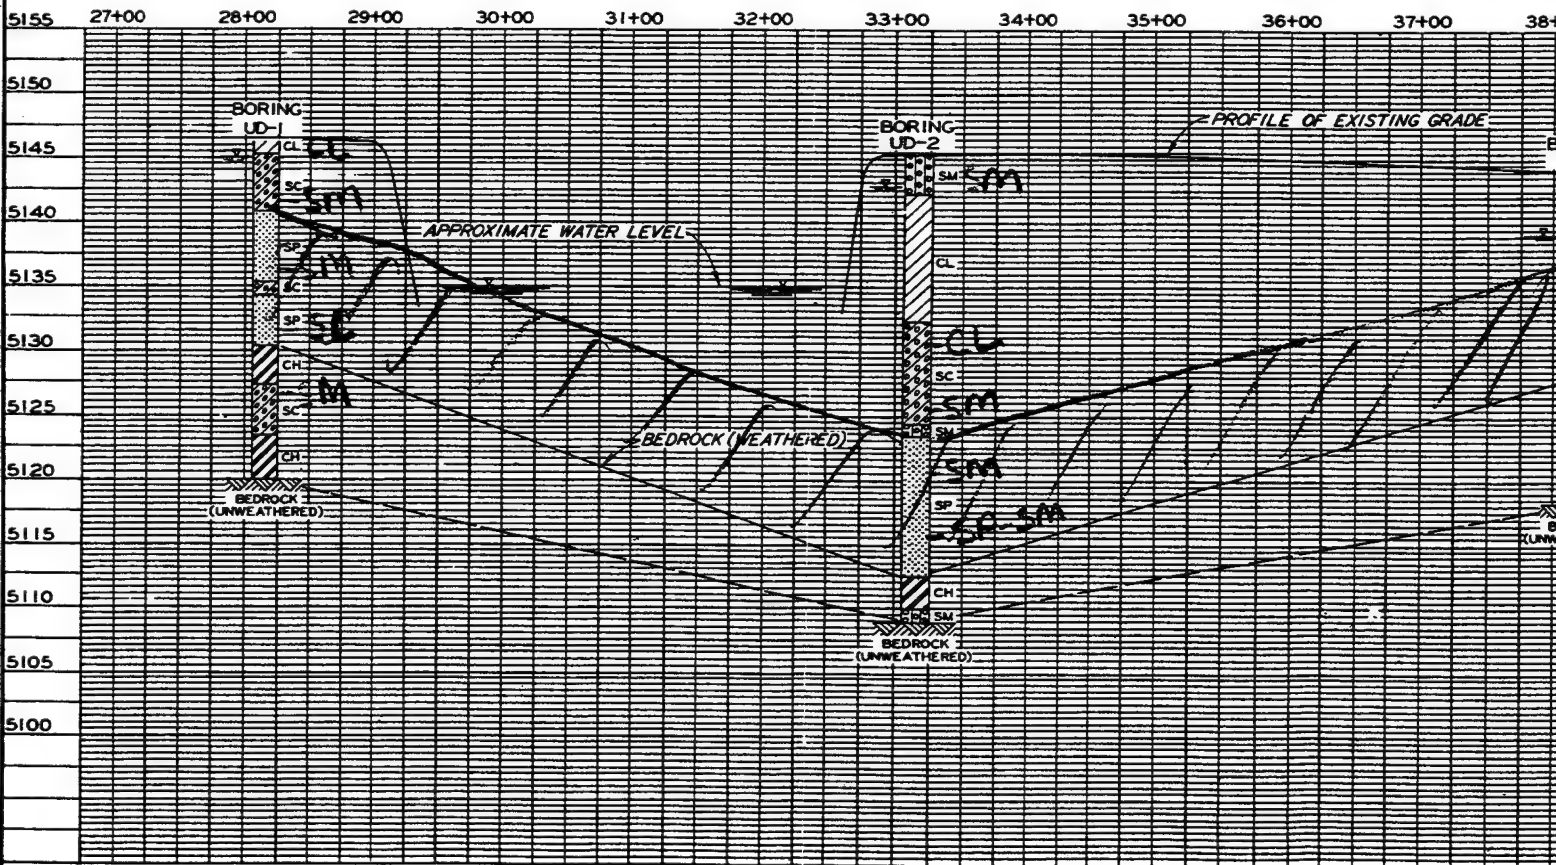 27+00 28+00 29+00 30+00 31+00 32+00 33+00 34+00 35+00 36+00 37+00 38+
5155
5150
5145
5140
5135
5130
5125
5120
5115
5110
5105
5100
BORING
UD-1
CL
CL
SC
SM
SP
SM
SC
SP
SC
CH
SC
CH
BEDROCK
(UNWEATHERED)
APPROXIMATE WATER LEVEL
BEDROCK (WEATHERED)
BORING
UD-2
SM SM
CL
CL
SC
SM
SM
SM
SP
SP-SM
CH
SM
BEDROCK
(UNWEATHERED)
PROFILE OF EXISTING GRADE
B
B
(UNW